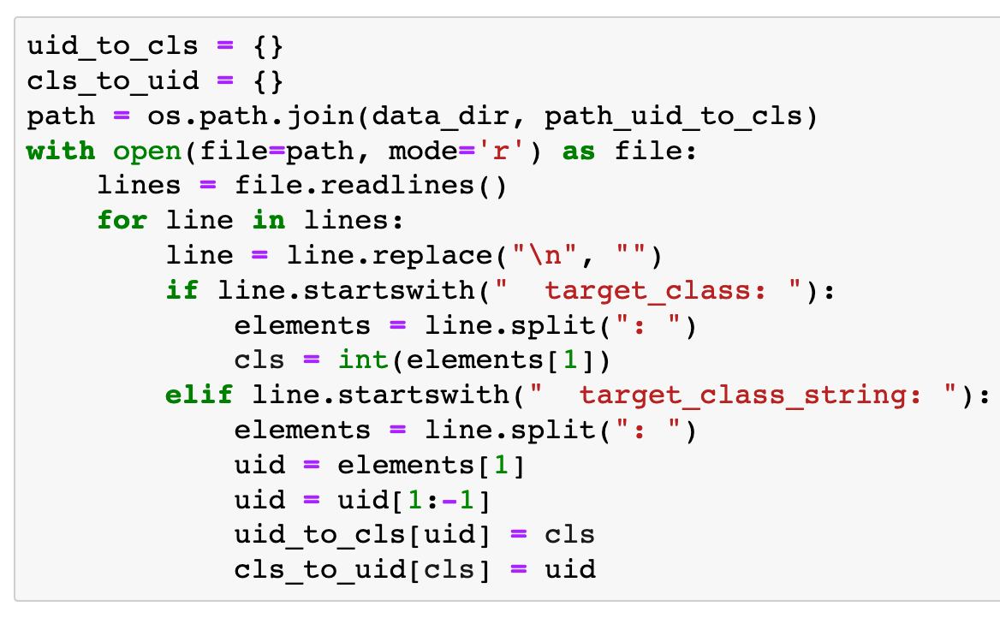 uid_to_cls = {}
cls_to_uid = {}
path = os.path.join(data_dir, path_uid_to_cls)
with open(file=path, mode='r') as file:
    lines = file.readlines()
    for line in lines:
        line = line.replace("\n", "")
        if line.startswith("  target_class: "):
            elements = line.split(": ")
            cls = int(elements[1])
        elif line.startswith("  target_class_string: "):
            elements = line.split(": ")
            uid = elements[1]
            uid = uid[1:-1]
            uid_to_cls[uid] = cls
            cls_to_uid[cls] = uid